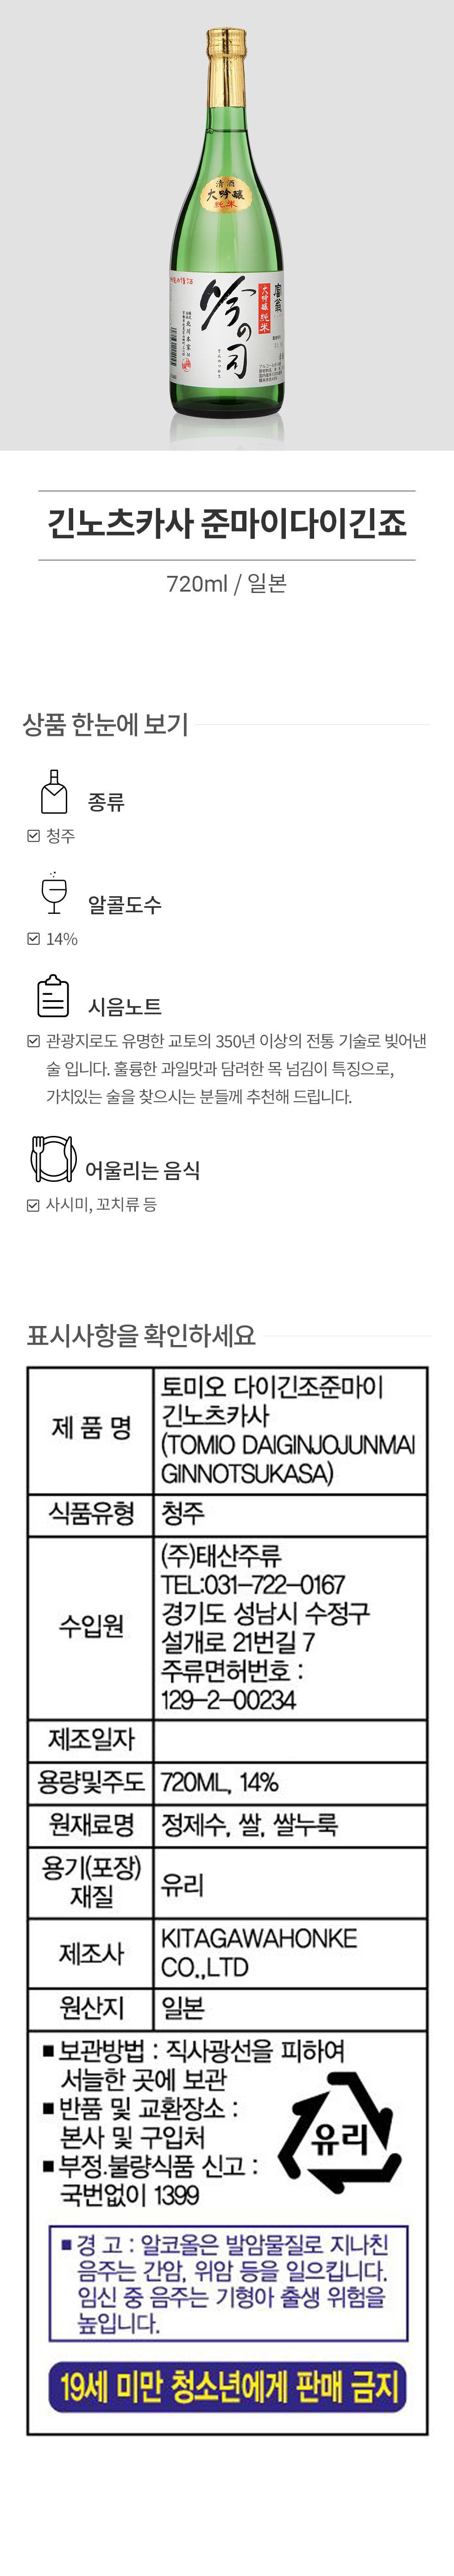 清酒
大吟醸
純米
吟の司
大吟醸 純米
富翁
긴노츠카사 준마이다이긴죠
720ml / 일본
상품 한눈에 보기
종류
청주
알콜도수
14%
시음노트
관광지로도 유명한 교토의 350년 이상의 전통 기술로 빚어낸
술 입니다. 훌륭한 과일맛과 담려한 목 넘김이 특징으로,
가치있는 술을 찾으시는 분들께 추천해 드립니다.
어울리는 음식
사시미, 꼬치류 등
표시사항을 확인하세요
제 품 명
토미오 다이긴조준마이
긴노츠카사
(TOMIO DAIGINJOJUNMAI
GINNOTSUKASA)
식품유형
청주
수입원
(주)태산주류
TEL:031-722-0167
경기도 성남시 수정구
설개로 21번길 7
주류면허번호 :
129-2-00234
제조일자
용량및주도
720ML, 14%
원재료명
정제수, 쌀, 쌀누룩
용기(포장)
재질
유리
제조사
KITAGAWAHONKE
CO.,LTD
원산지
일본
■ 보관방법 : 직사광선을 피하여
서늘한 곳에 보관
■ 반품 및 교환장소 :
본사 및 구입처
■ 부정.불량식품 신고 :
국번없이 1399
유리
■ 경 고 : 알코올은 발암물질로 지나친
음주는 간암, 위암 등을 일으킵니다.
임신 중 음주는 기형아 출생 위험을
높입니다.
19세 미만 청소년에게 판매 금지